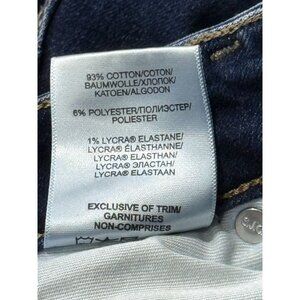 93% COTTON/COTON/
BAUMWOLLE/ХЛОПОК/
KATOEN/ALGODON
6% POLYESTER/ПОЛИЭСТЕР/
POLIESTER
1% LYCRA® ELASTANE/
LYCRA® ÉLASTHANNE/
LYCRA® ELASTHAN/
LYCRA® ЭЛАСТАН/
LYCRA® ELASTAAN
EXCLUSIVE OF TRIM/
GARNITURES
NON-COMPRISES